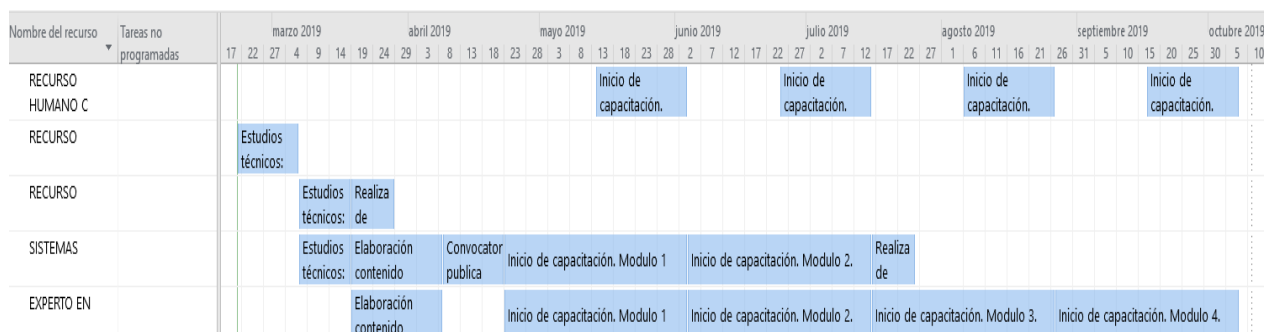 Nombre del recurso Tareas no programadas
marzo 2019 abril 2019 mayo 2019 junio 2019 julio 2019 agosto 2019 septiembre 2019 octubre 2019
17 22 27 4 9 14 19 24 29 3 8 13 18 23 28 3 8 13 18 23 28 2 7 12 17 22 27 2 7 12 17 22 27 1 6 11 16 21 26 31 5 10 15 20 25 30 5 10
RECURSO Inicio de Inicio de Inicio de Inicio de
HUMANO C capacitación. capacitación. capacitación. capacitación.
RECURSO Estudios
técnicos:
RECURSO Estudios Realiza
técnicos: de
SISTEMAS Estudios Elaboración Convocator Inicio de capacitación. Modulo 1 Inicio de capacitación. Modulo 2. Realiza
técnicos: contenido publica de
EXPERTO EN Elaboración Inicio de capacitación. Modulo 1 Inicio de capacitación. Modulo 2. Inicio de capacitación. Modulo 3. Inicio de capacitación. Modulo 4.
contenido